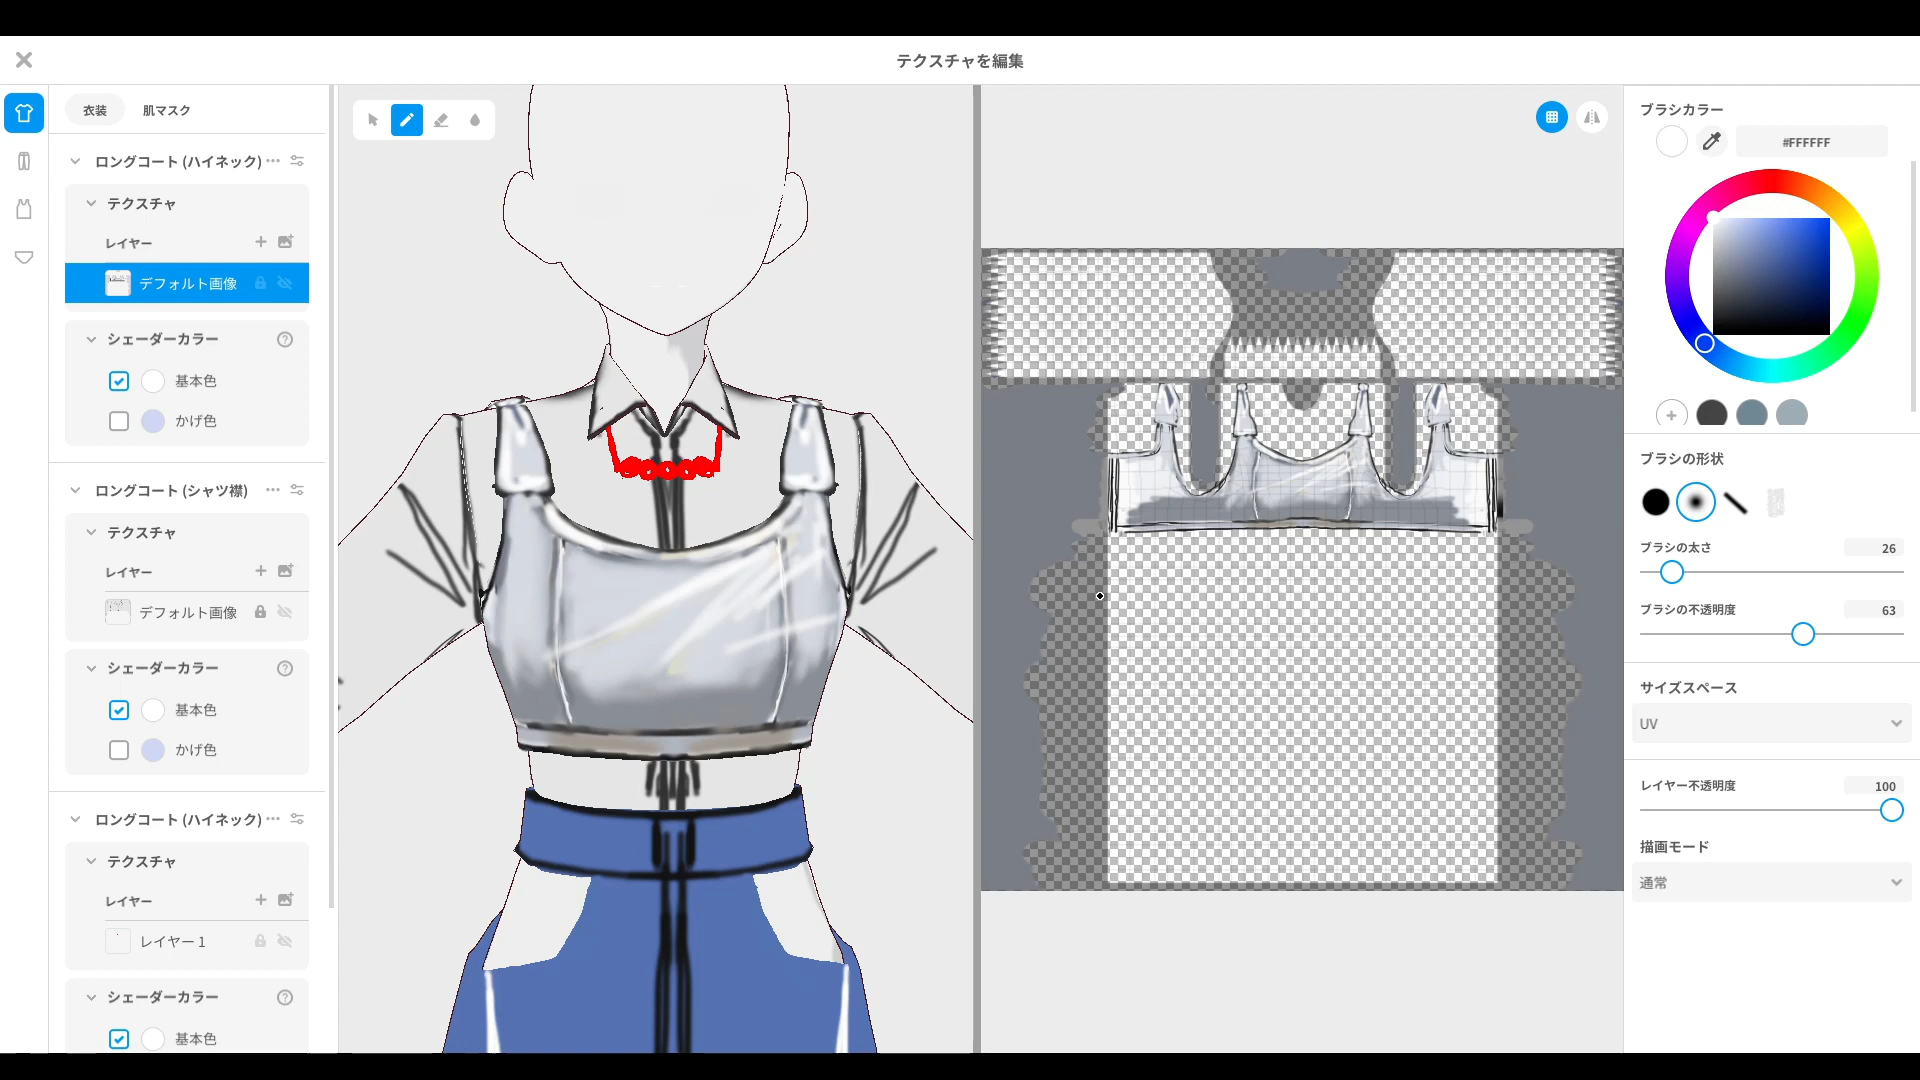 テクスチャを編集
衣装
肌マスク
ロングコート (ハイネック)
テクスチャ
レイヤー
デフォルト画像
シェーダーカラー
基本色
かげ色
ロングコート (シャツ襟)
テクスチャ
レイヤー
デフォルト画像
シェーダーカラー
基本色
かげ色
ロングコート (ハイネック)
テクスチャ
レイヤー
レイヤー 1
シェーダーカラー
基本色
ブラシカラー
#FFFFFF
ブラシの形状
ブラシの太さ
26
ブラシの不透明度
63
サイズスペース
UV
レイヤー不透明度
100
描画モード
通常